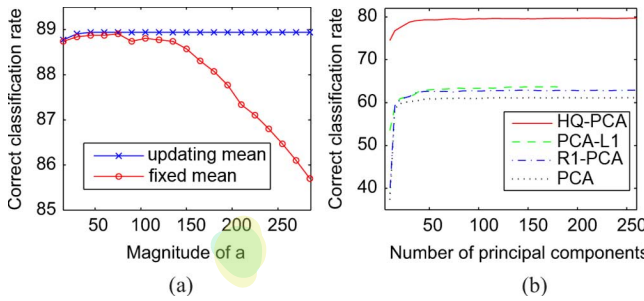 90
89
88
87
86
85
Correct classification rate
updating mean
fixed mean
50 100 150 200 250
Magnitude of a
(a)
80
70
60
50
40
Correct classification rate
HQ-PCA
PCA-L1
R1-PCA
PCA
50 100 150 200 250
Number of principal components
(b)